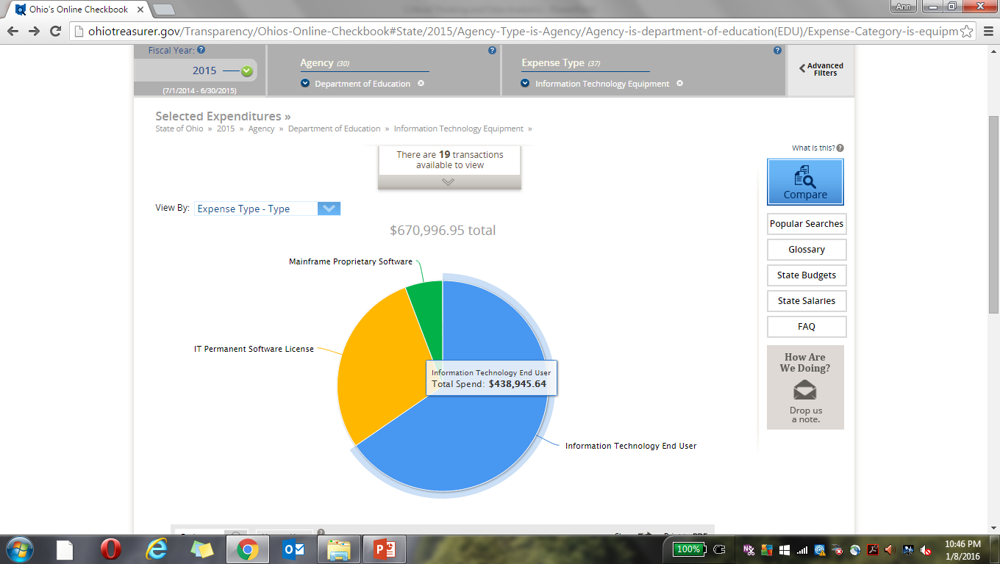 Ohio's Online Checkbook
Ann
ohiotreasurer.gov/Transparency/Ohios-Online-Checkbook#State/2015/Agency-Type-is-Agency/Agency-is-department-of-education(EDU)/Expense-Category-is-equipm
Fiscal Year:
2015
(7/1/2014 - 6/30/2015)
Agency (30)
Department of Education
Expense Type (37)
Information Technology Equipment
Advanced
Filters
Selected Expenditures »
State of Ohio » 2015 » Agency » Department of Education » Information Technology Equipment »
There are 19 transactions
available to view
What is this?
Compare
View By: Expense Type - Type
$670,996.95 total
Popular Searches
Glossary
State Budgets
State Salaries
FAQ
How Are
We Doing?
Drop us
a note.
Mainframe Proprietary Software
IT Permanent Software License
Information Technology End User
Total Spend: $438,945.64
Information Technology End User
100%
10:46 PM
1/8/2016